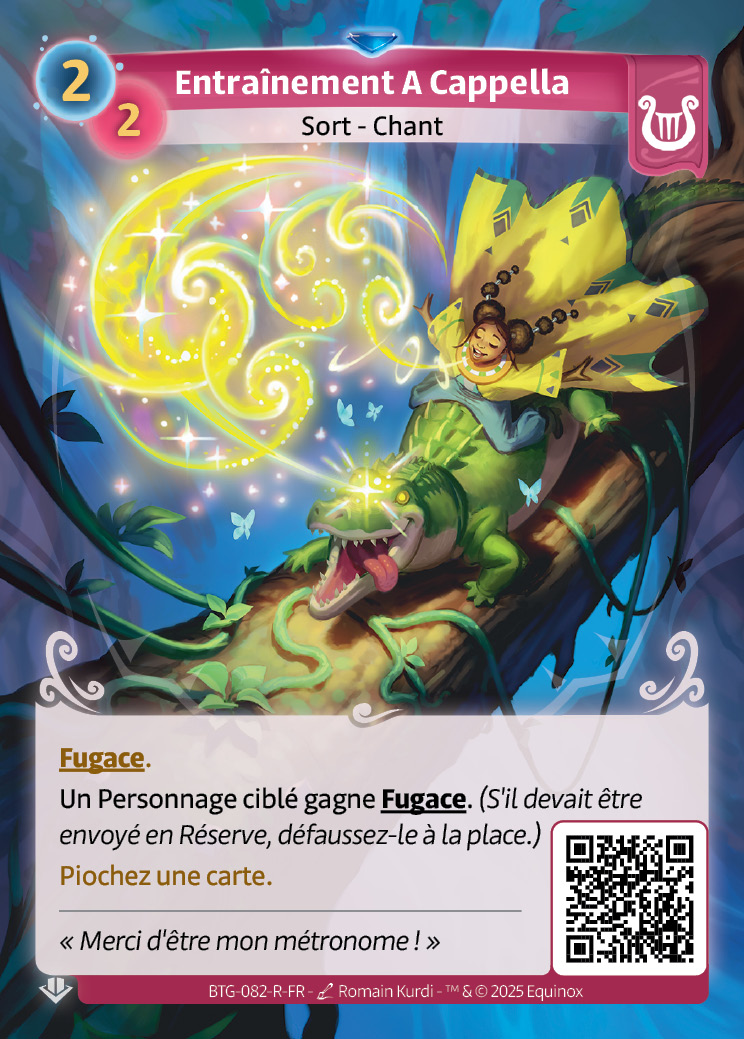 2
2
Entraînement A Cappella
Sort - Chant
Fugace.
Un Personnage ciblé gagne Fugace. (S'il devait être
envoyé en Réserve, défaussez-le à la place.)
Piochez une carte.
« Merci d'être mon métronome ! »
BTG-082-R-FR - Romain Kurdi - ™ & © 2025 Equinox